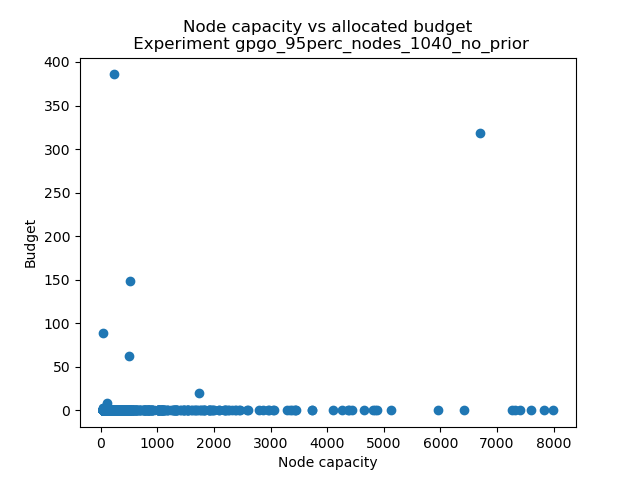 Node capacity vs allocated budget
Experiment gpgo_95perc_nodes_1040_no_prior
400
350
300
250
200
150
100
50
0
Budget
0 1000 2000 3000 4000 5000 6000 7000 8000
Node capacity